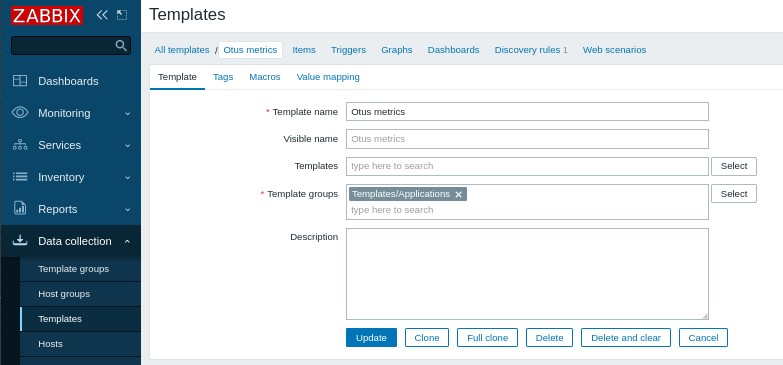 ZABBIX
Dashboards
Monitoring
Services
Inventory
Reports
Data collection
Template groups
Host groups
Templates
Hosts
Templates
All templates / Otus metrics Items Triggers Graphs Dashboards Discovery rules 1 Web scenarios
Template Tags Macros Value mapping
* Template name Otus metrics
Visible name Otus metrics
Templates type here to search Select
* Template groups Templates/Applications Select
type here to search
Description
Update Clone Full clone Delete Delete and clear Cancel